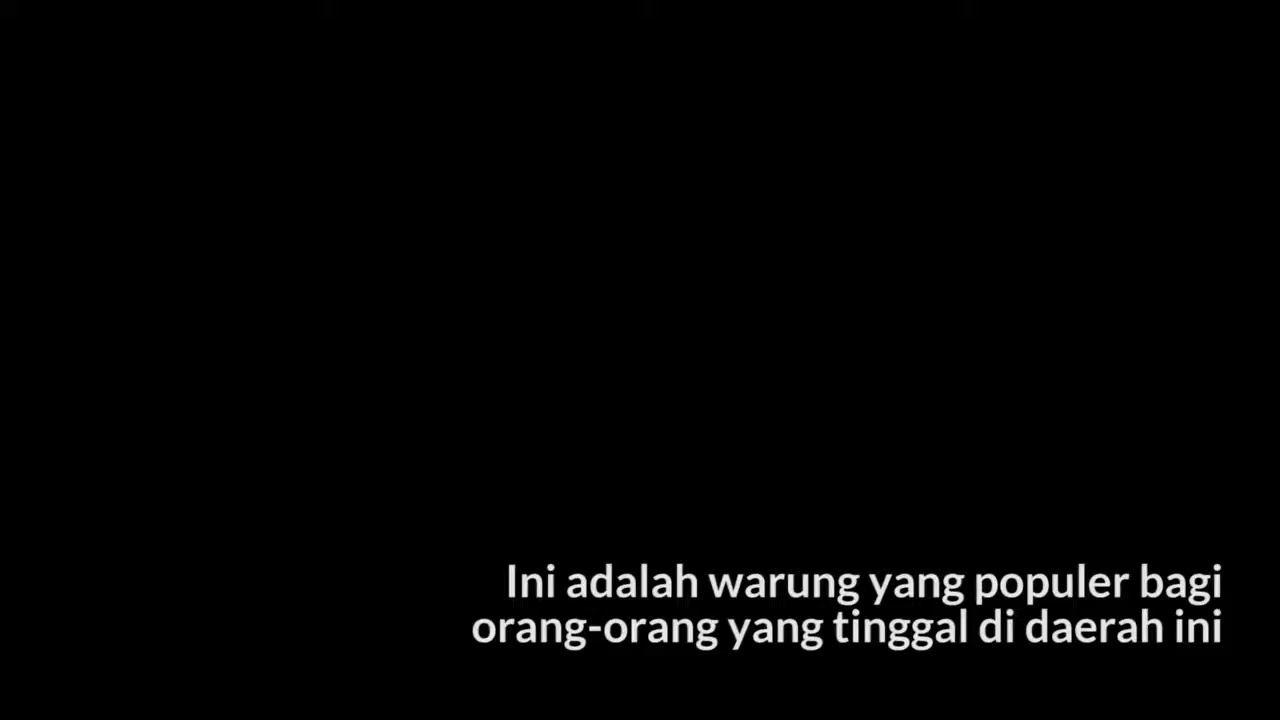 Ini adalah warung yang populer bagi
orang-orang yang tinggal di daerah ini